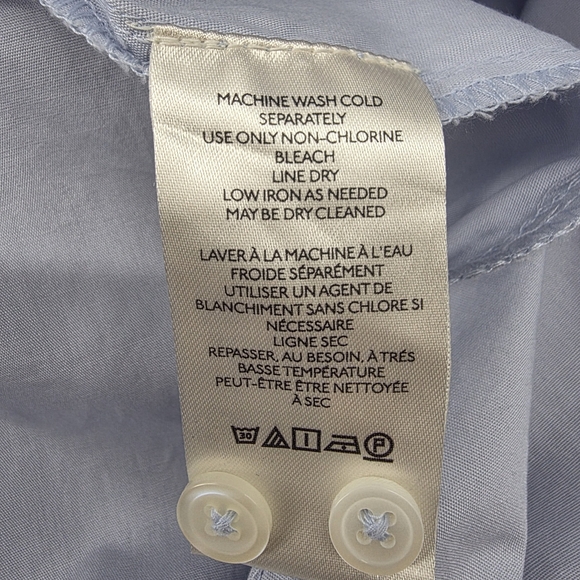 MACHINE WASH COLD
SEPARATELY
USE ONLY NON-CHLORINE
BLEACH
LINE DRY
LOW IRON AS NEEDED
MAY BE DRY CLEANED
LAVER À LA MACHINE À L'EAU
FROIDE SÉPARÉMENT
UTILISER UN AGENT DE
BLANCHIMENT SANS CHLORE SI
NÉCESSAIRE
LIGNE SEC
REPASSER, AU BESOIN, À TRÉS
BASSE TEMPÉRATURE
PEUT-ÊTRE ÊTRE NETTOYÉE
À SEC
30 P